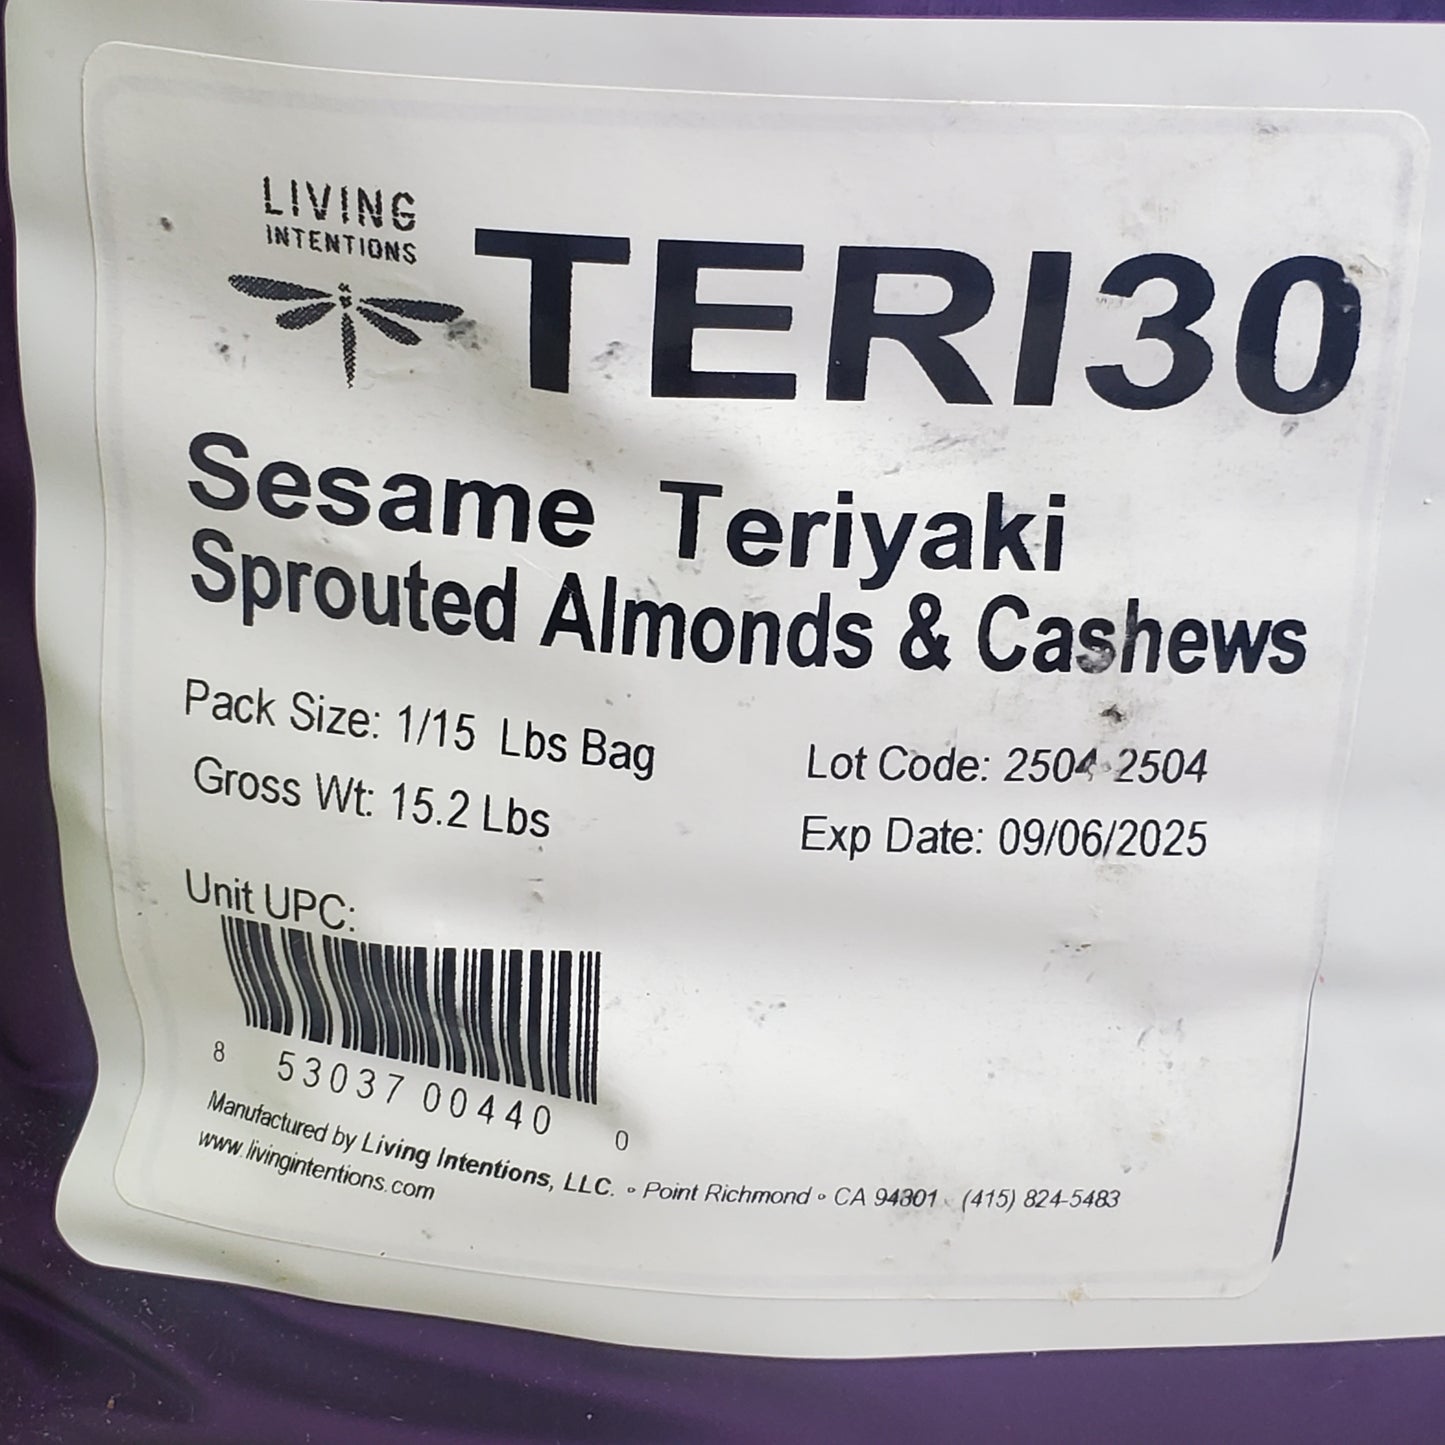 LIVING
INTENTIONS
TERI30
Sesame Teriyaki
Sprouted Almonds & Cashews
Pack Size: 1/15 Lbs Bag
Gross Wt: 15.2 Lbs
Lot Code: 2504 2504
Exp Date: 09/06/2025
Unit UPC:
8 53037 00440 0
Manufactured by Living Intentions, LLC. ∘ Point Richmond ∘ CA 94801 (415) 824-5483
www.livingintentions.com